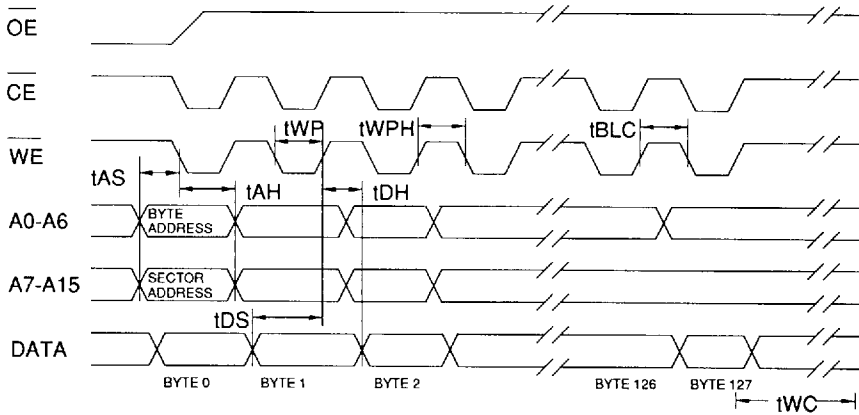 OE
CE
tWP tWPH tBLC
WE
tAS tAH tDH
A0-A6 BYTE ADDRESS
A7-A15 SECTOR ADDRESS
tDS
DATA
BYTE 0 BYTE 1 BYTE 2 BYTE 126 BYTE 127
tWC